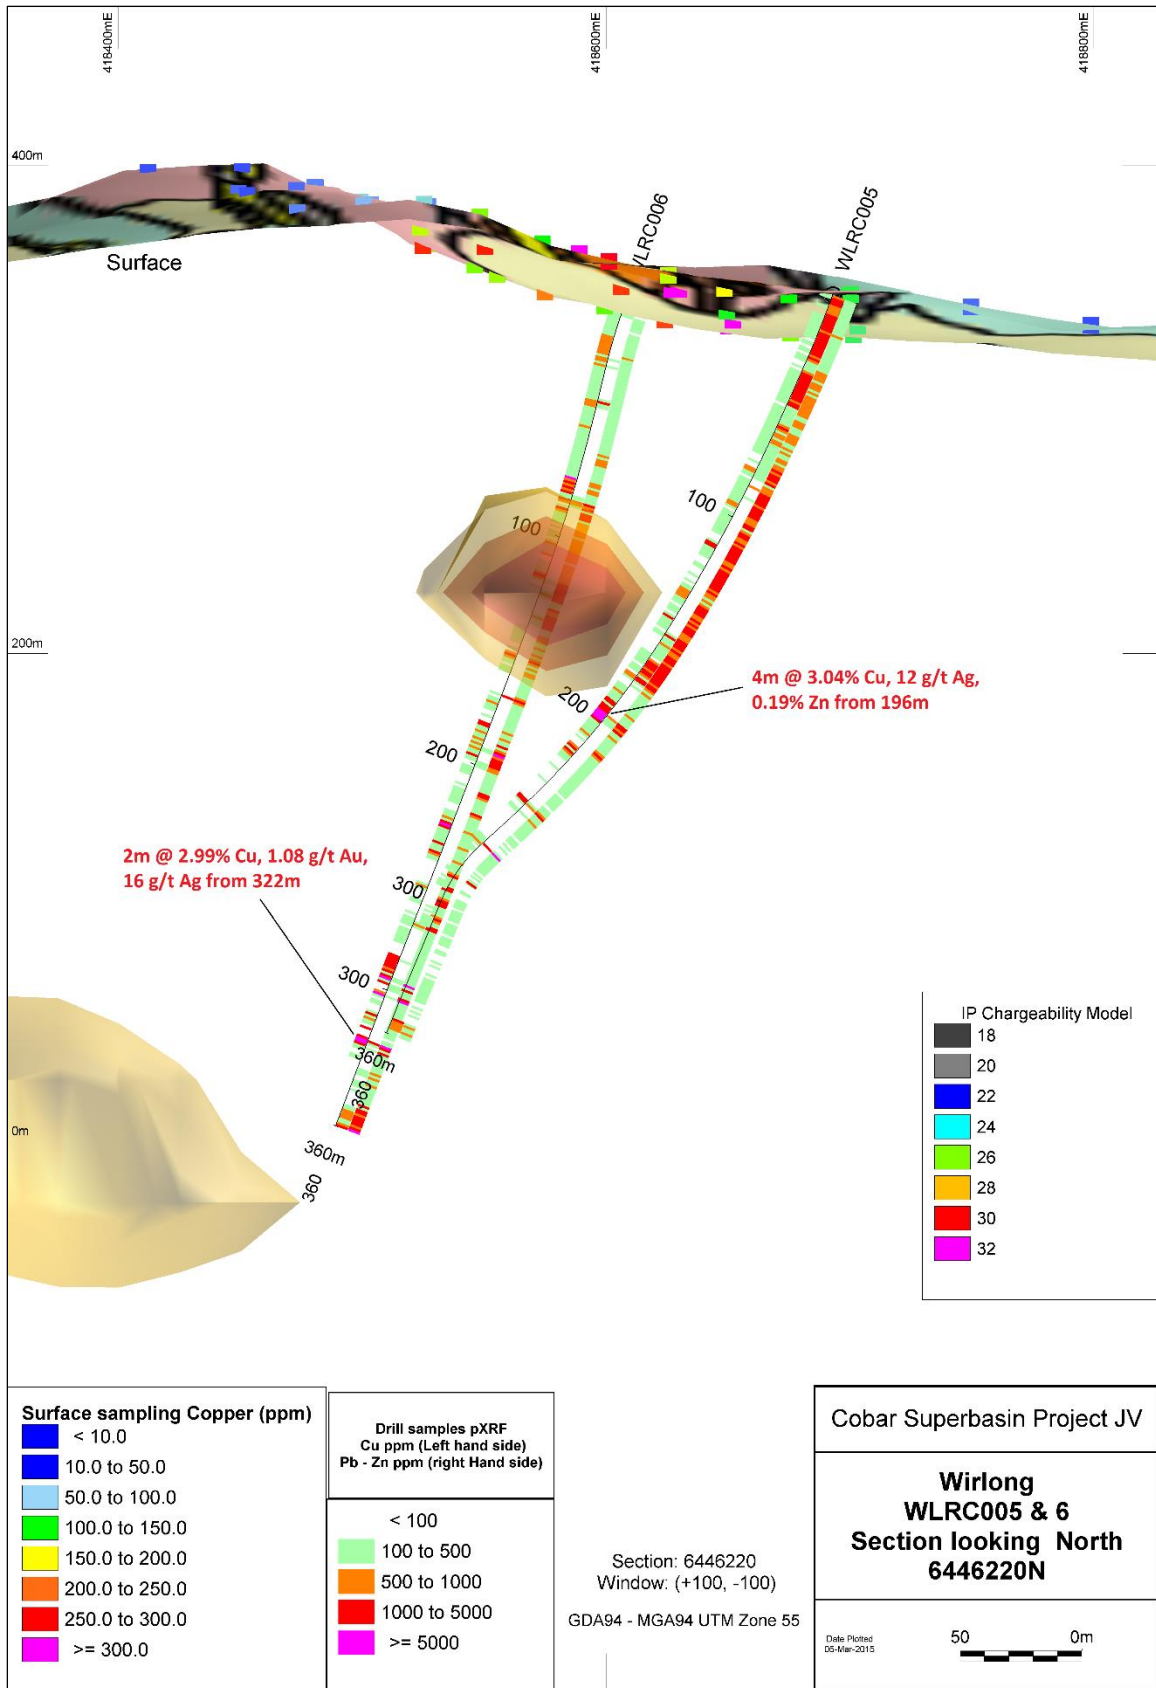 418400mE
418600mE
418800mE
400m
Surface
WLRC005
100
100
200m
4m @ 3.04% Cu, 12 g/t Ag,
0.19% Zn from 196m
200
200
2m @ 2.99% Cu, 1.08 g/t Au,
16 g/t Ag from 322m
300
300
360m
360
0m
360m
360
IP Chargeability Model
18
20
22
24
26
28
30
32
Surface sampling Copper (ppm)
< 10.0
10.0 to 50.0
50.0 to 100.0
100.0 to 150.0
150.0 to 200.0
200.0 to 250.0
250.0 to 300.0
>= 300.0
Drill samples pXRF
Cu ppm (Left hand side)
Pb - Zn ppm (right Hand side)
< 100
100 to 500
500 to 1000
1000 to 5000
>= 5000
Section: 6446220
Window: (+100, -100)
GDA94 - MGA94 UTM Zone 55
Cobar Superbasin Project JV
Wirlong
WLRC005 & 6
Section looking North
6446220N
Date Plotted
05-Mar-2015
50 0m